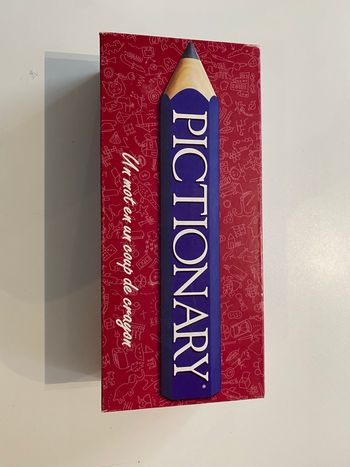 PICTIONARY®
Un mot en un coup de crayon